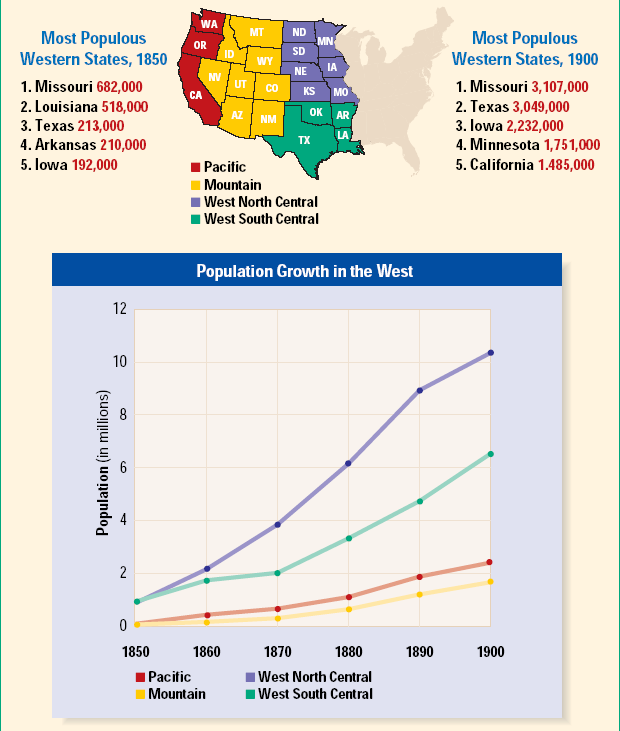 Most Populous
Western States, 1850
1. Missouri 682,000
2. Louisiana 518,000
3. Texas 213,000
4. Arkansas 210,000
5. Iowa 192,000
WA
OR
CA
MT
ID
WY
NV
UT
CO
AZ
NM
ND
MN
SD
IA
NE
KS
MO
OK
AR
TX
LA
Pacific
Mountain
West North Central
West South Central
Most Populous
Western States, 1900
1. Missouri 3,107,000
2. Texas 3,049,000
3. Iowa 2,232,000
4. Minnesota 1,751,000
5. California 1.485,000
Population Growth in the West
Population (in millions)
12
10
8
6
4
2
0
1850 1860 1870 1880 1890 1900
Pacific
Mountain
West North Central
West South Central